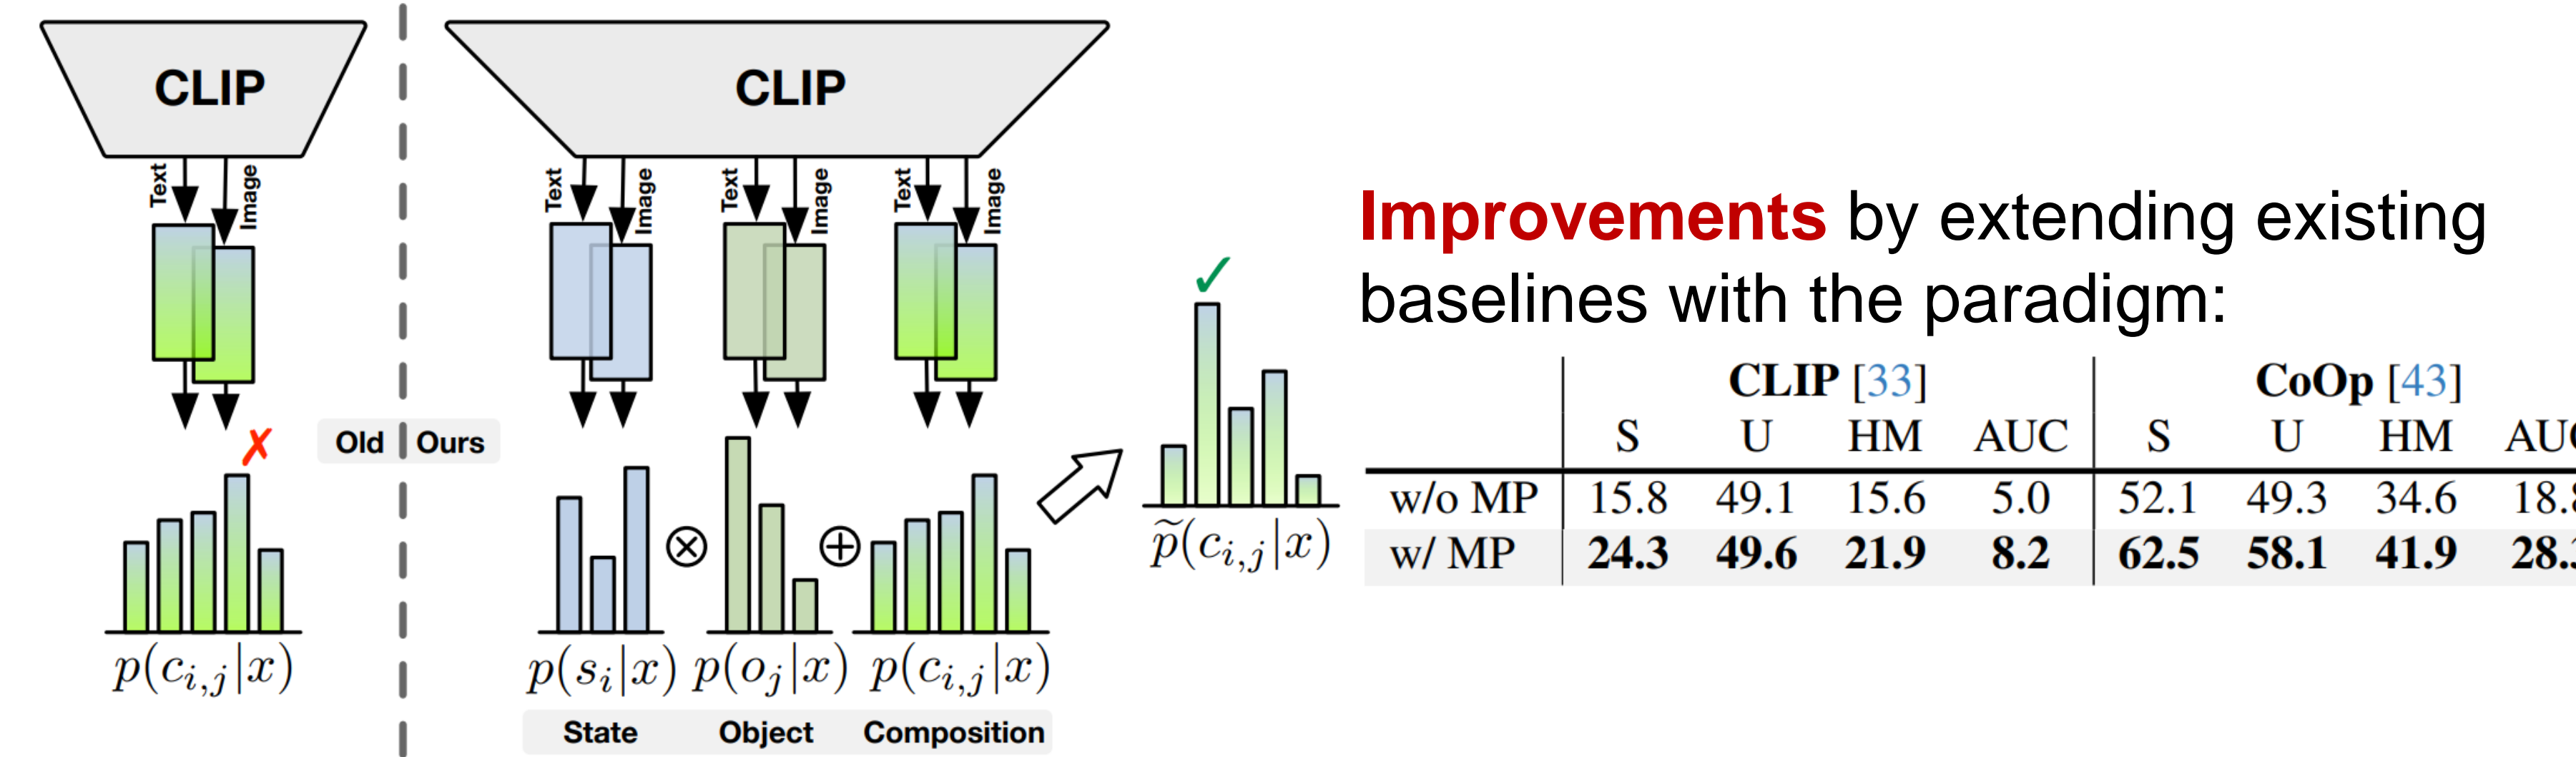 CLIP
Text
Image
Old
p(c_{i,j}|x)
CLIP
Text
Image
Text
Image
Text
Image
Ours
p(s_i|x) p(o_j|x) p(c_{i,j}|x)
State Object Composition
✓
p̃(c_{i,j}|x)
Improvements by extending existing
baselines with the paradigm:
CLIP [33] CoOp [43]
S U HM AUC S U HM
w/o MP 15.8 49.1 15.6 5.0 52.1 49.3 34.6
w/ MP 24.3 49.6 21.9 8.2 62.5 58.1 41.9